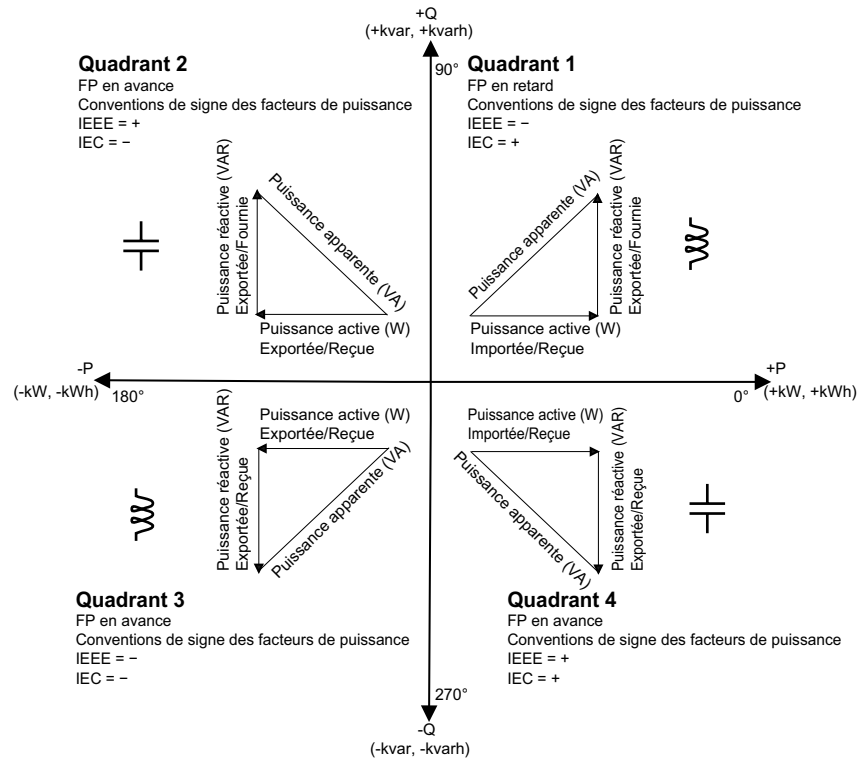 +Q
(+kvar, +kvarh)
90°
Quadrant 2
FP en avance
Conventions de signe des facteurs de puissance
IEEE = +
IEC = −
Puissance réactive (VAR)
Exportée/Fournie
Puissance apparente (VA)
Puissance active (W)
Exportée/Reçue
Quadrant 1
FP en retard
Conventions de signe des facteurs de puissance
IEEE = −
IEC = +
Puissance apparente (VA)
Puissance réactive (VAR)
Exportée/Fournie
Puissance active (W)
Importée/Reçue
-P
(-kW, -kWh)
180°
0°
+P
(+kW, +kWh)
Puissance active (W)
Exportée/Reçue
Puissance réactive (VAR)
Exportée/Reçue
Puissance apparente (VA)
Quadrant 3
FP en avance
Conventions de signe des facteurs de puissance
IEEE = −
IEC = −
Puissance active (W)
Importée/Reçue
Puissance apparente (VA)
Puissance réactive (VAR)
Exportée/Reçue
Quadrant 4
FP en avance
Conventions de signe des facteurs de puissance
IEEE = +
IEC = +
270°
-Q
(-kvar, -kvarh)